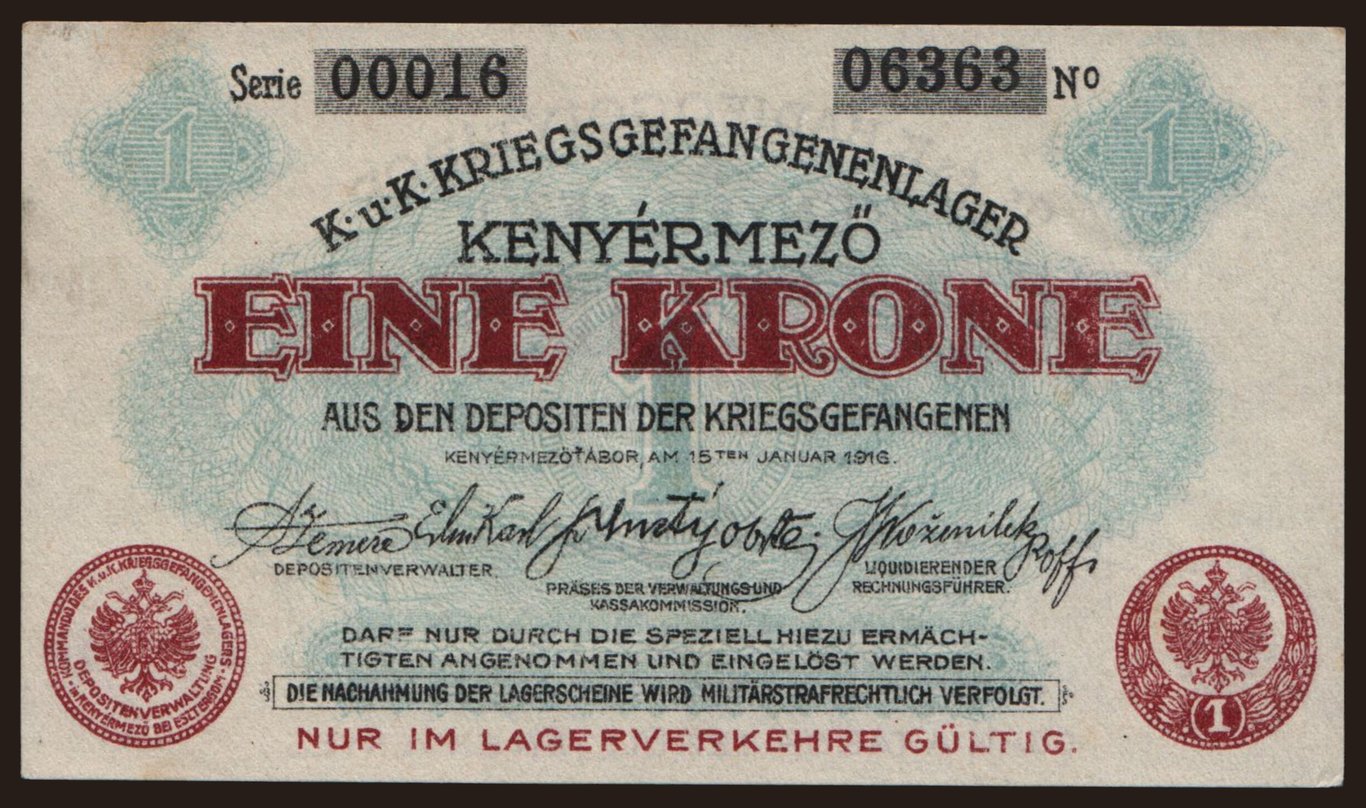 Serie 00016 06363 No
1 1
K.u.K. KRIEGSGEFANGENENLAGER
KENYÉRMEZŐ
EINE KRONE
1
AUS DEN DEPOSITEN DER KRIEGSGEFANGENEN
KENYÉRMEZŐTÁBOR, AM 15TEN JANUAR 1916.
DEPOSITENVERWALTER.
PRÄSES DER VERWALTUNGS UND
KASSAKOMMISSION.
LIQUIDIERENDER
RECHNUNGSFÜHRER.
KOMMANDO DES K.u.K. KRIEGSGEFANGENENLAGERS
DEPOSITENVERWALTUNG
IN KENYÉRMEZŐ BEI ESZTERGOM
(1)
DARF NUR DURCH DIE SPEZIELL HIEZU ERMÄCH-
TIGTEN ANGENOMMEN UND EINGELÖST WERDEN.
DIE NACHAHMUNG DER LAGERSCHEINE WIRD MILITÄRSTRAFRECHTLICH VERFOLGT.
NUR IM LAGERVERKEHRE GÜLTIG.